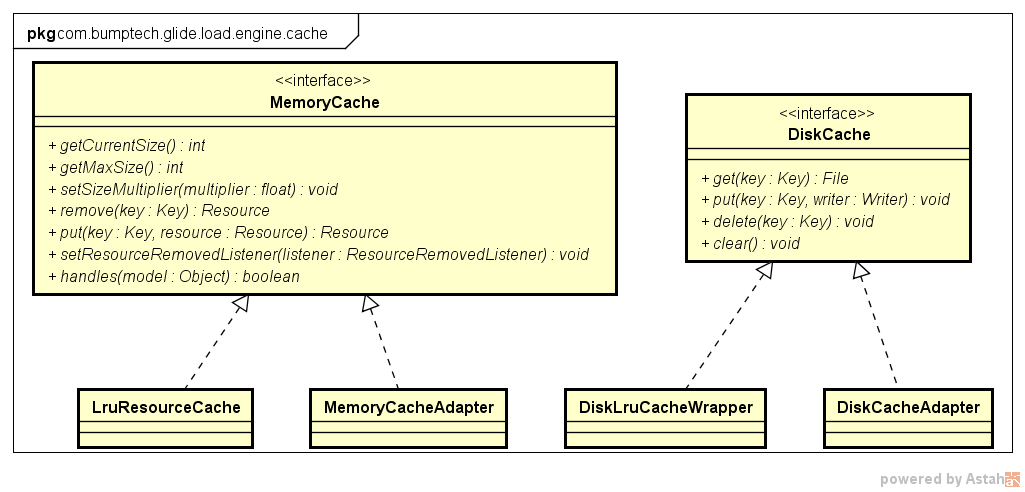 pkg com.bumptech.glide.load.engine.cache
<<interface>>
MemoryCache
+ getCurrentSize() : int
+ getMaxSize() : int
+ setSizeMultiplier(multiplier : float) : void
+ remove(key : Key) : Resource
+ put(key : Key, resource : Resource) : Resource
+ setResourceRemovedListener(listener : ResourceRemovedListener) : void
+ handles(model : Object) : boolean
<<interface>>
DiskCache
+ get(key : Key) : File
+ put(key : Key, writer : Writer) : void
+ delete(key : Key) : void
+ clear() : void
LruResourceCache
MemoryCacheAdapter
DiskLruCacheWrapper
DiskCacheAdapter
powered by Astah